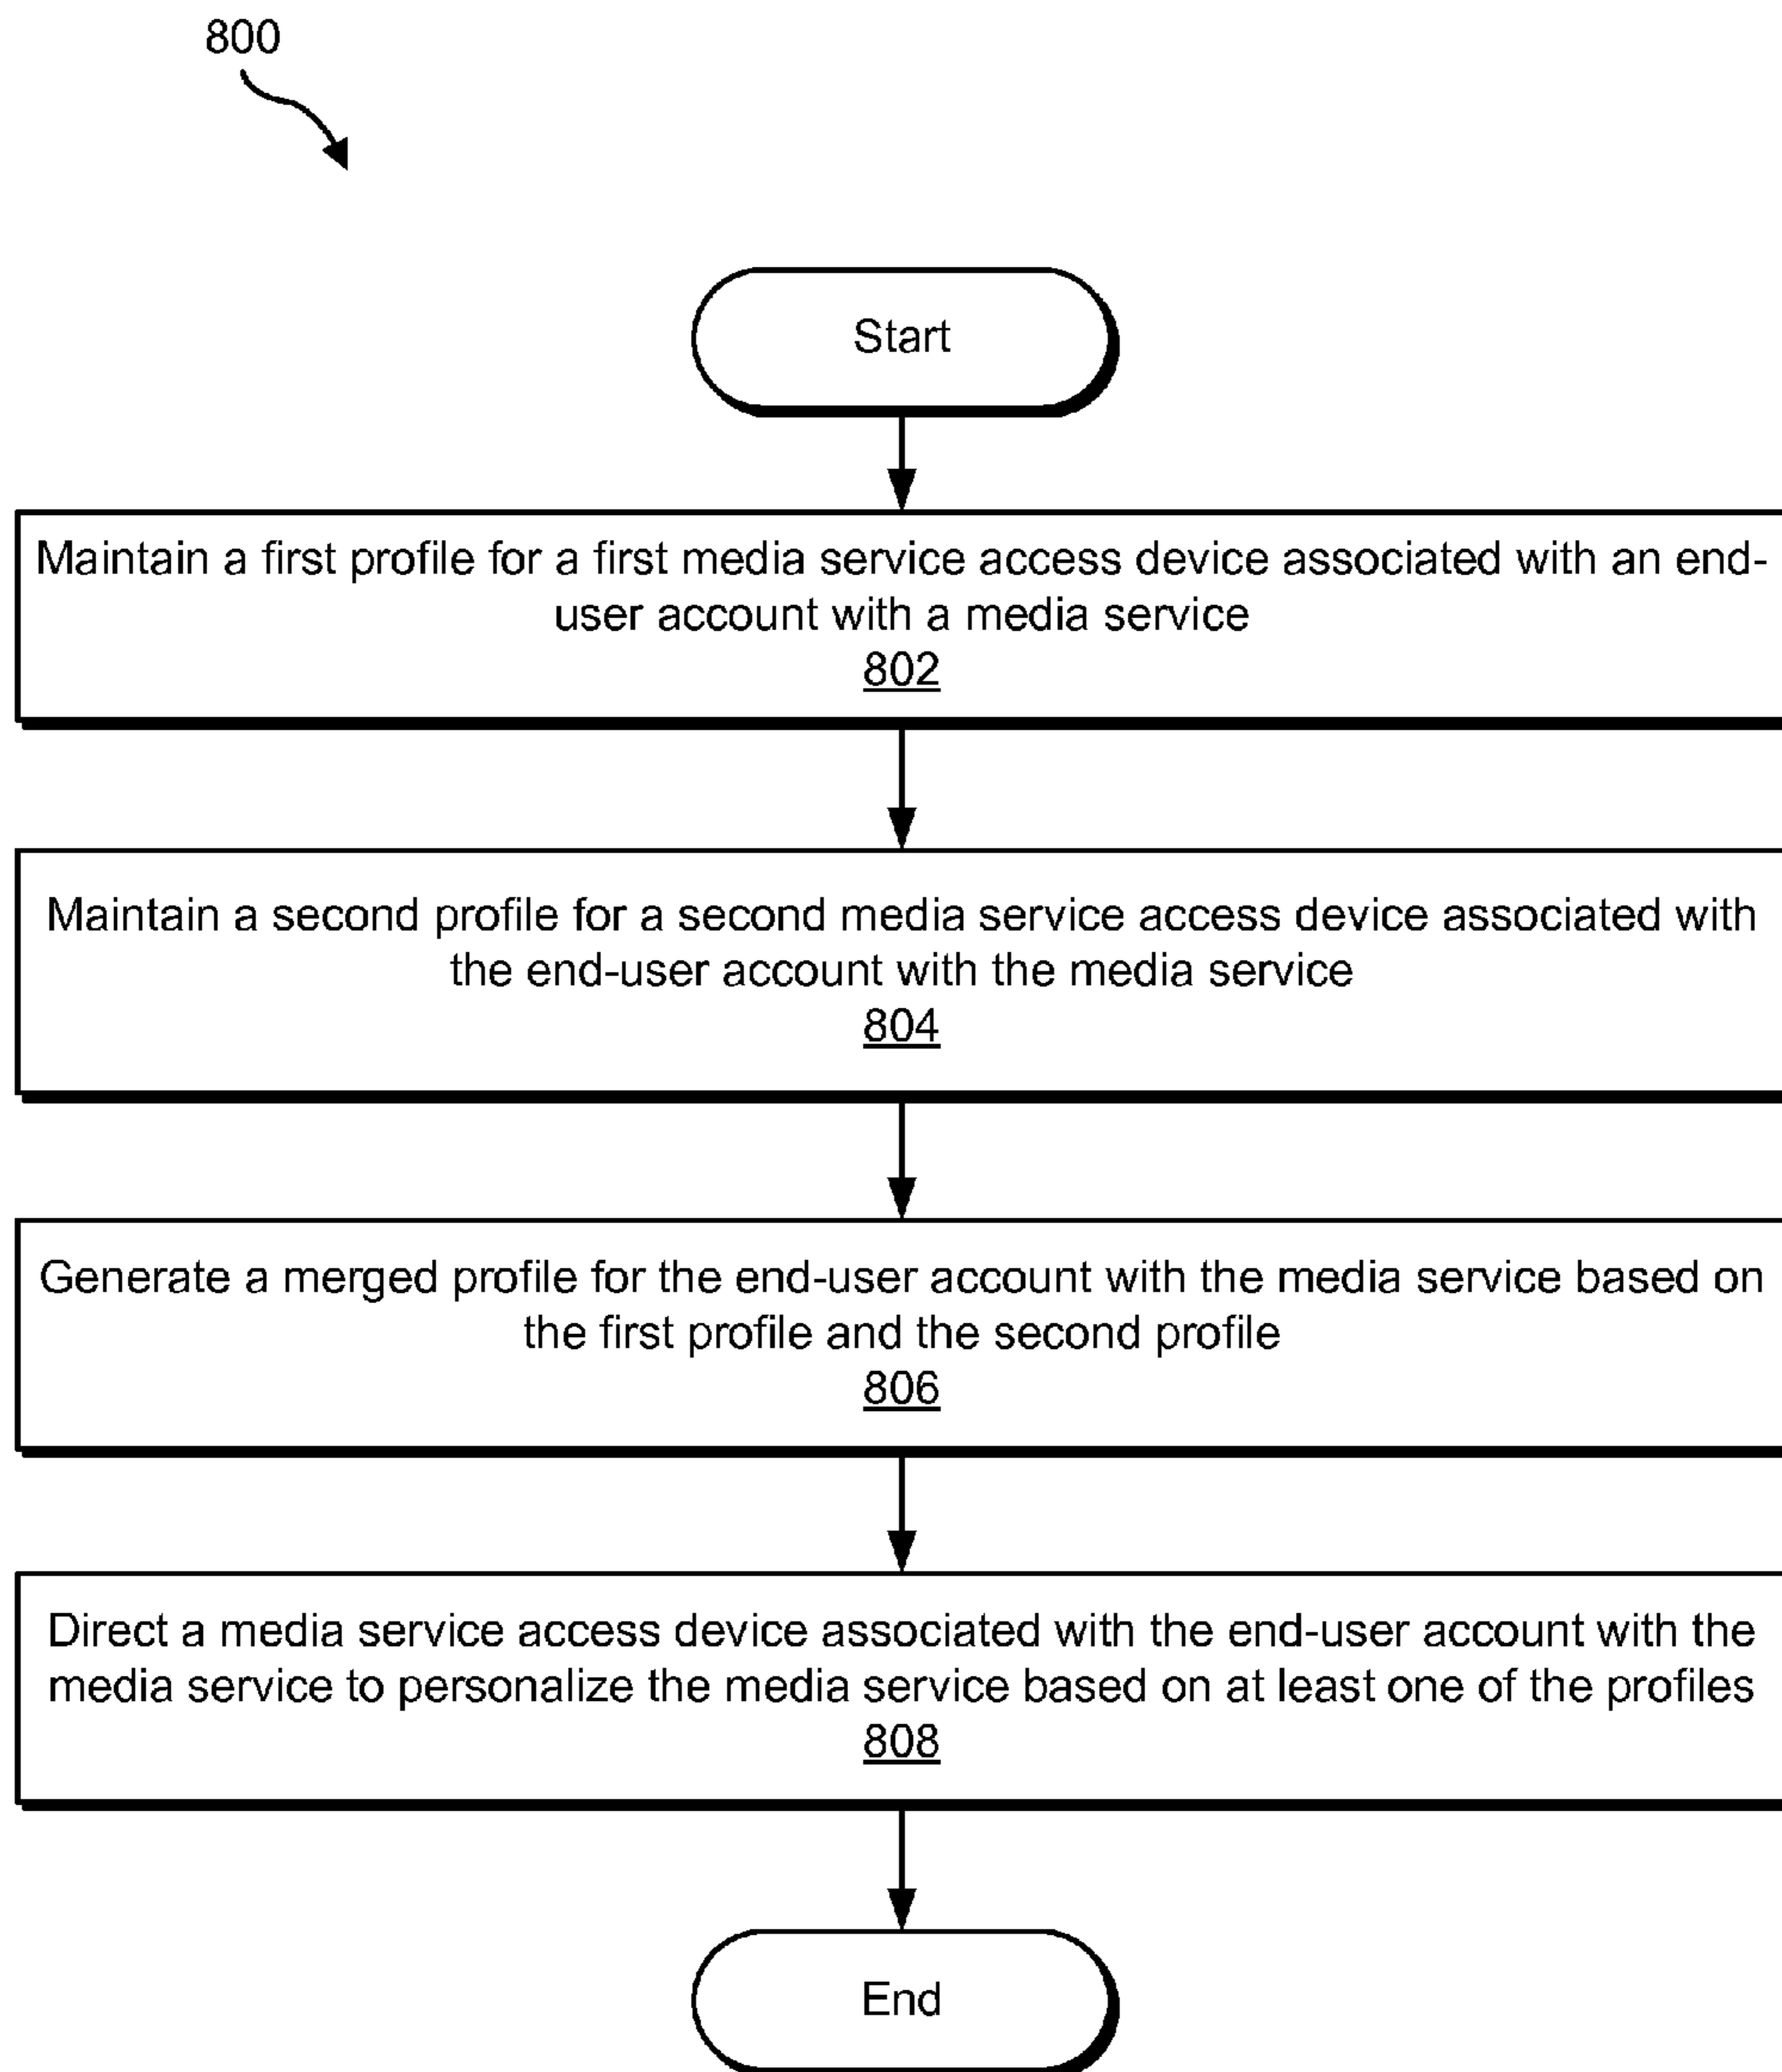 800
Start
Maintain a first profile for a first media service access device associated with an end-
user account with a media service
802
Maintain a second profile for a second media service access device associated with
the end-user account with the media service
804
Generate a merged profile for the end-user account with the media service based on
the first profile and the second profile
806
Direct a media service access device associated with the end-user account with the
media service to personalize the media service based on at least one of the profiles
808
End